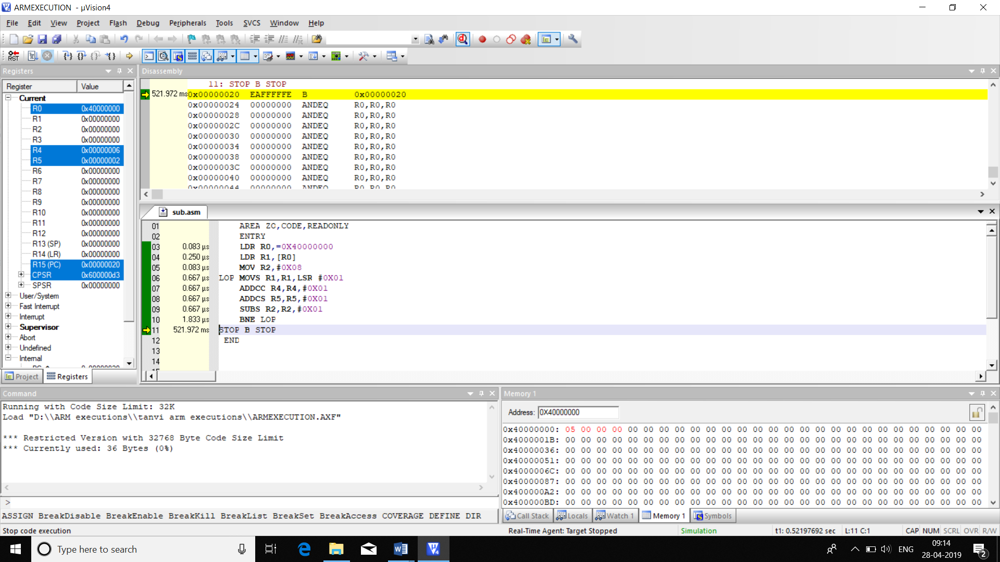 ARMEXECUTION - µVision4
File Edit View Project Flash Debug Peripherals Tools SVCS Window Help
Registers
Register Value
Current
R0 0x40000000
R1 0x00000000
R2 0x00000000
R3 0x00000000
R4 0x00000006
R5 0x00000002
R6 0x00000000
R7 0x00000000
R8 0x00000000
R9 0x00000000
R10 0x00000000
R11 0x00000000
R12 0x00000000
R13 (SP) 0x00000000
R14 (LR) 0x00000000
R15 (PC) 0x00000020
CPSR 0x600000d3
SPSR 0x00000000
User/System
Fast Interrupt
Interrupt
Supervisor
Abort
Undefined
Internal
Project Registers
Disassembly
11: STOP B STOP
521.972 ms 0x00000020 EAFFFFFE B 0x00000020
0x00000024 00000000 ANDEQ R0,R0,R0
0x00000028 00000000 ANDEQ R0,R0,R0
0x0000002C 00000000 ANDEQ R0,R0,R0
0x00000030 00000000 ANDEQ R0,R0,R0
0x00000034 00000000 ANDEQ R0,R0,R0
0x00000038 00000000 ANDEQ R0,R0,R0
0x0000003C 00000000 ANDEQ R0,R0,R0
0x00000040 00000000 ANDEQ R0,R0,R0
0x00000044 00000000 ANDEQ R0,R0,R0
sub.asm
01 AREA ZO,CODE,READONLY
02 ENTRY
03 0.083 µs LDR R0,=0X40000000
04 0.250 µs LDR R1,[R0]
05 0.083 µs MOV R2,#0X08
06 0.667 µs LOP MOVS R1,R1,LSR #0X01
07 0.667 µs ADDCC R4,R4,#0X01
08 0.667 µs ADDCS R5,R5,#0X01
09 0.667 µs SUBS R2,R2,#0X01
10 1.833 µs BNE LOP
11 521.972 ms STOP B STOP
12 END
13
14
Command
Running with Code Size Limit: 32K
Load "D:\\ARM executions\\tanvi arm executions\\ARMEXECUTION.AXF"
*** Restricted Version with 32768 Byte Code Size Limit
*** Currently used: 36 Bytes (0%)
>
ASSIGN BreakDisable BreakEnable BreakKill BreakList BreakSet BreakAccess COVERAGE DEFINE DIR
Memory 1
Address: 0X40000000
0x40000000: 05 00 00 00 00 00 00 00 00 00 00 00 00 00 00 00 00 00 00 00 00 00 00 00 00 00 00
0x4000001B: 00 00 00 00 00 00 00 00 00 00 00 00 00 00 00 00 00 00 00 00 00 00 00 00 00 00 00
0x40000036: 00 00 00 00 00 00 00 00 00 00 00 00 00 00 00 00 00 00 00 00 00 00 00 00 00 00 00
0x40000051: 00 00 00 00 00 00 00 00 00 00 00 00 00 00 00 00 00 00 00 00 00 00 00 00 00 00 00
0x4000006C: 00 00 00 00 00 00 00 00 00 00 00 00 00 00 00 00 00 00 00 00 00 00 00 00 00 00 00
0x40000087: 00 00 00 00 00 00 00 00 00 00 00 00 00 00 00 00 00 00 00 00 00 00 00 00 00 00 00
0x400000A2: 00 00 00 00 00 00 00 00 00 00 00 00 00 00 00 00 00 00 00 00 00 00 00 00 00 00 00
0x400000BD: 00 00 00 00 00 00 00 00 00 00 00 00 00 00 00 00 00 00 00 00 00 00 00 00 00 00 00
Call Stack Locals Watch 1 Memory 1 Symbols
Stop code execution Real-Time Agent: Target Stopped Simulation t1: 0.52197692 sec L:11 C:1 CAP NUM SCRL OVR R/W
Type here to search
ENG
09:14
28-04-2019
2